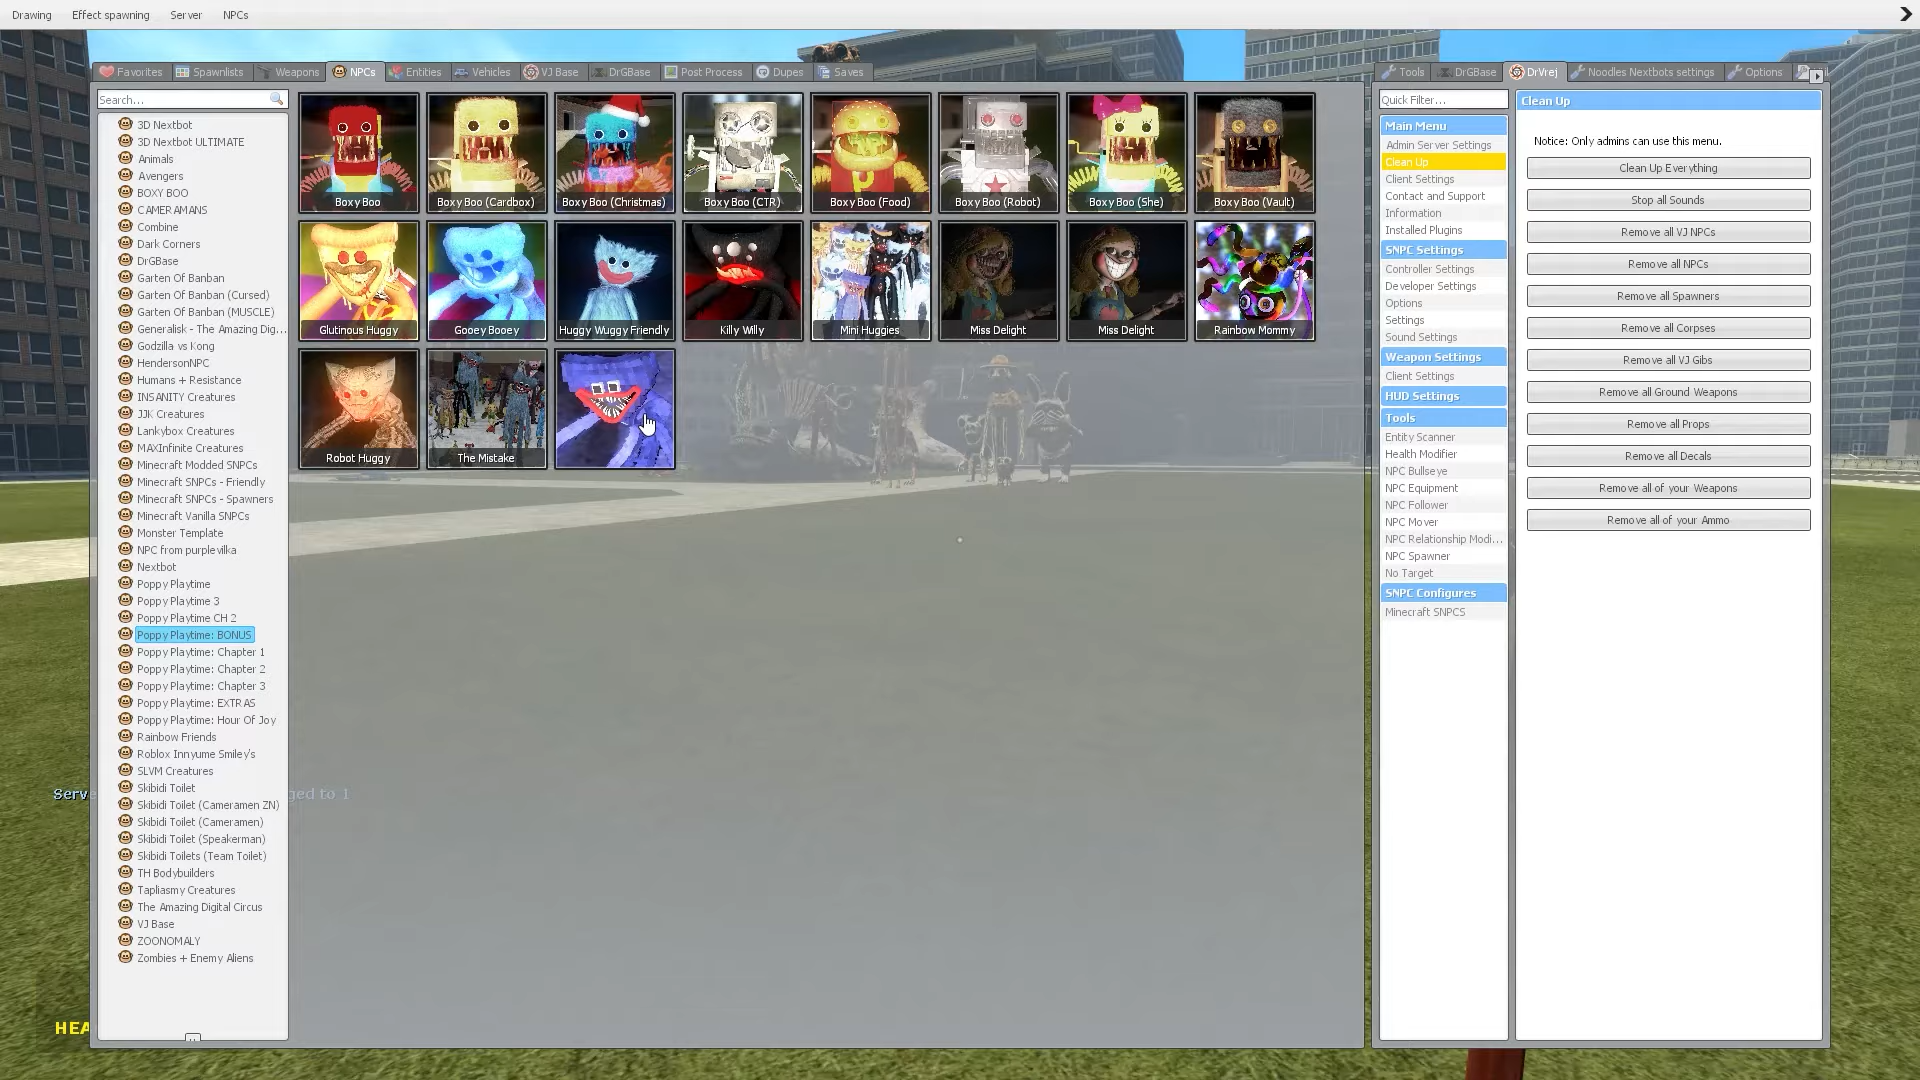 Drawing Effect spawning Server NPCs
Favorites Spawnlists Weapons NPCs Entities Vehicles VJ Base DrGBase Post Process Dupes Saves
Search...
3D Nextbot
3D Nextbot ULTIMATE
Animals
Avengers
BOXY BOO
CAMERAMANS
Combine
Dark Corners
DrGBase
Garten Of Banban
Garten Of Banban (Cursed)
Garten Of Banban (MUSCLE)
Generalisk - The Amazing Dig...
Godzilla vs Kong
HendersonNPC
Humans + Resistance
INSANITY Creatures
JJK Creatures
Lankybox Creatures
MAXInfinite Creatures
Minecraft Modded SNPCs
Minecraft SNPCs - Friendly
Minecraft SNPCs - Spawners
Minecraft Vanilla SNPCs
Monster Template
NPC from purplevilka
Nextbot
Poppy Playtime
Poppy Playtime 3
Poppy Playtime CH 2
Poppy Playtime: BONUS
Poppy Playtime: Chapter 1
Poppy Playtime: Chapter 2
Poppy Playtime: Chapter 3
Poppy Playtime: EXTRAS
Poppy Playtime: Hour Of Joy
Rainbow Friends
Roblox Innyume Smiley's
SLVM Creatures
Skibidi Toilet
Skibidi Toilet (Cameramen ZN)
Skibidi Toilet (Cameramen)
Skibidi Toilet (Speakerman)
Skibidi Toilets (Team Toilet)
TH Bodybuilders
Tapliasmy Creatures
The Amazing Digital Circus
VJ Base
ZOONOMALY
Zombies + Enemy Aliens
Boxy Boo
Boxy Boo (Cardbox)
Boxy Boo (Christmas)
Boxy Boo (CTR)
Boxy Boo (Food)
Boxy Boo (Robot)
Boxy Boo (She)
Boxy Boo (Vault)
Glutinous Huggy
Gooey Booey
Huggy Wuggy Friendly
Killy Willy
Mini Huggies
Miss Delight
Miss Delight
Rainbow Mommy
Robot Huggy
The Mistake
Serv
ged to 1
HEA
Tools DrGBase DrVrej Noodles Nextbots settings Options
Quick Filter...
Main Menu
Admin Server Settings
Clean Up
Client Settings
Contact and Support
Information
Installed Plugins
SNPC Settings
Controller Settings
Developer Settings
Options
Settings
Sound Settings
Weapon Settings
Client Settings
HUD Settings
Tools
Entity Scanner
Health Modifier
NPC Bullseye
NPC Equipment
NPC Follower
NPC Mover
NPC Relationship Modi...
NPC Spawner
No Target
SNPC Configures
Minecraft SNPCS
Clean Up
Notice: Only admins can use this menu.
Clean Up Everything
Stop all Sounds
Remove all VJ NPCs
Remove all NPCs
Remove all Spawners
Remove all Corpses
Remove all VJ Gibs
Remove all Ground Weapons
Remove all Props
Remove all Decals
Remove all of your Weapons
Remove all of your Ammo